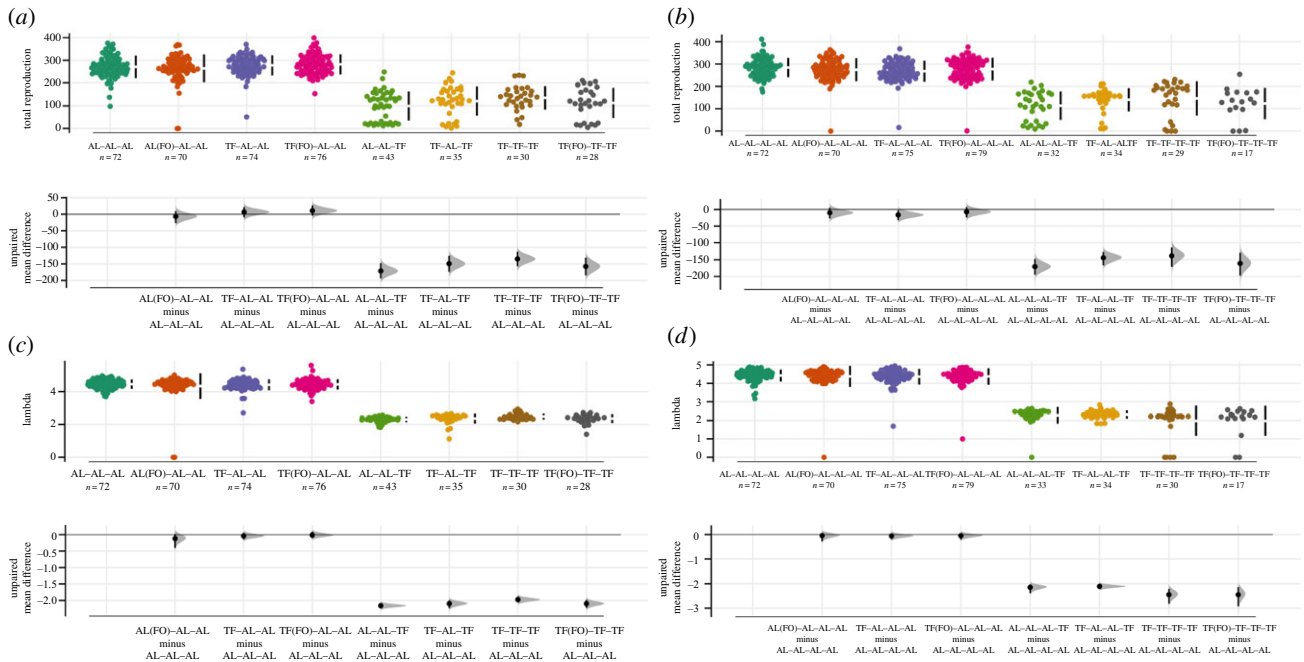 (a)
400
300
200
100
0
total reproduction
AL–AL–AL AL(FO)–AL–AL TF–AL–AL TF(FO)–AL–AL AL–AL–TF TF–AL–TF TF–TF–TF TF(FO)–TF–TF
n = 72 n = 70 n = 74 n = 76 n = 43 n = 35 n = 30 n = 28
50
0
–50
–100
–150
–200
unpaired
mean difference
AL(FO)–AL–AL TF–AL–AL TF(FO)–AL–AL AL–AL–TF TF–AL–TF TF–TF–TF TF(FO)–TF–TF
minus minus minus minus minus minus minus
AL–AL–AL AL–AL–AL AL–AL–AL AL–AL–AL AL–AL–AL AL–AL–AL AL–AL–AL
(b)
400
300
200
100
0
total reproduction
AL–AL–AL–AL AL(FO)–AL–AL–AL TF–AL–AL–AL TF(FO)–AL–AL–AL AL–AL–AL–TF TF–AL–ALTF TF–TF–TF–TF TF(FO)–TF–TF–TF
n = 72 n = 70 n = 75 n = 79 n = 32 n = 34 n = 29 n = 17
0
–50
–100
–150
–200
unpaired
mean difference
AL(FO)–AL–AL–AL TF–AL–AL–AL TF(FO)–AL–AL–AL AL–AL–AL–TF TF–AL–AL–TF TF–TF–TF–TF TF(FO)–TF–TF–TF
minus minus minus minus minus minus minus
AL–AL–AL–AL AL–AL–AL–AL AL–AL–AL–AL AL–AL–AL–AL AL–AL–AL–AL AL–AL–AL–AL AL–AL–AL–AL
(c)
4
2
0
lambda
AL–AL–AL AL(FO)–AL–AL TF–AL–AL TF(FO)–AL–AL AL–AL–TF TF–AL–TF TF–TF–TF TF(FO)–TF–TF
n = 72 n = 70 n = 74 n = 76 n = 43 n = 35 n = 30 n = 28
0
–0.5
–1.0
–1.5
–2.0
unpaired
mean difference
AL(FO)–AL–AL TF–AL–AL TF(FO)–AL–AL AL–AL–TF TF–AL–TF TF–TF–TF TF(FO)–TF–TF
minus minus minus minus minus minus minus
AL–AL–AL AL–AL–AL AL–AL–AL AL–AL–AL AL–AL–AL AL–AL–AL AL–AL–AL
(d)
5
4
3
2
1
0
lambda
AL–AL–AL–AL AL(FO)–AL–AL–AL TF–AL–AL–AL TF(FO)–AL–AL–AL AL–AL–AL–TF TF–AL–AL–TF TF–TF–TF–TF TF(FO)–TF–TF–TF
n = 72 n = 70 n = 75 n = 79 n = 33 n = 34 n = 30 n = 17
0
–1
–2
–3
unpaired
mean difference
AL(FO)–AL–AL–AL TF–AL–AL–AL TF(FO)–AL–AL–AL AL–AL–AL–TF TF–AL–AL–TF TF–TF–TF–TF TF(FO)–TF–TF–TF
minus minus minus minus minus minus minus
AL–AL–AL–AL AL–AL–AL–AL AL–AL–AL–AL AL–AL–AL–AL AL–AL–AL–AL AL–AL–AL–AL AL–AL–AL–AL